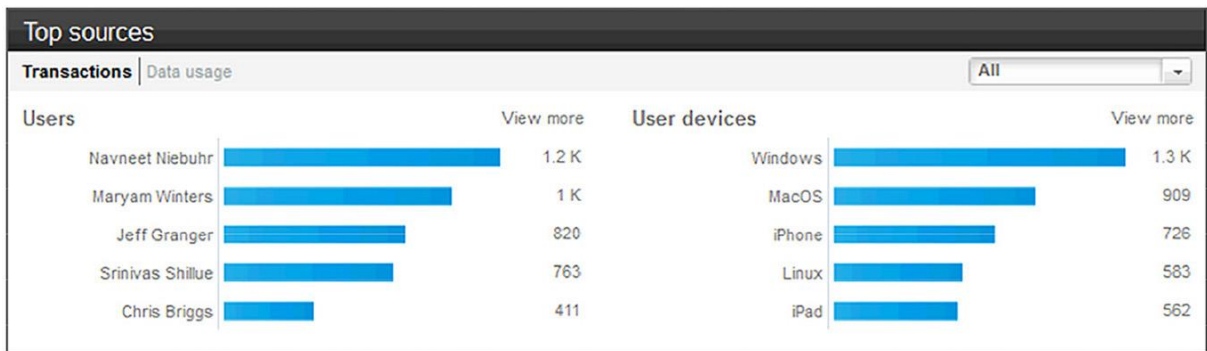 Top sources
Transactions Data usage All
Users View more
Navneet Niebuhr 1.2 K
Maryam Winters 1 K
Jeff Granger 820
Srinivas Shillue 763
Chris Briggs 411
User devices View more
Windows 1.3 K
MacOS 909
iPhone 726
Linux 583
iPad 562